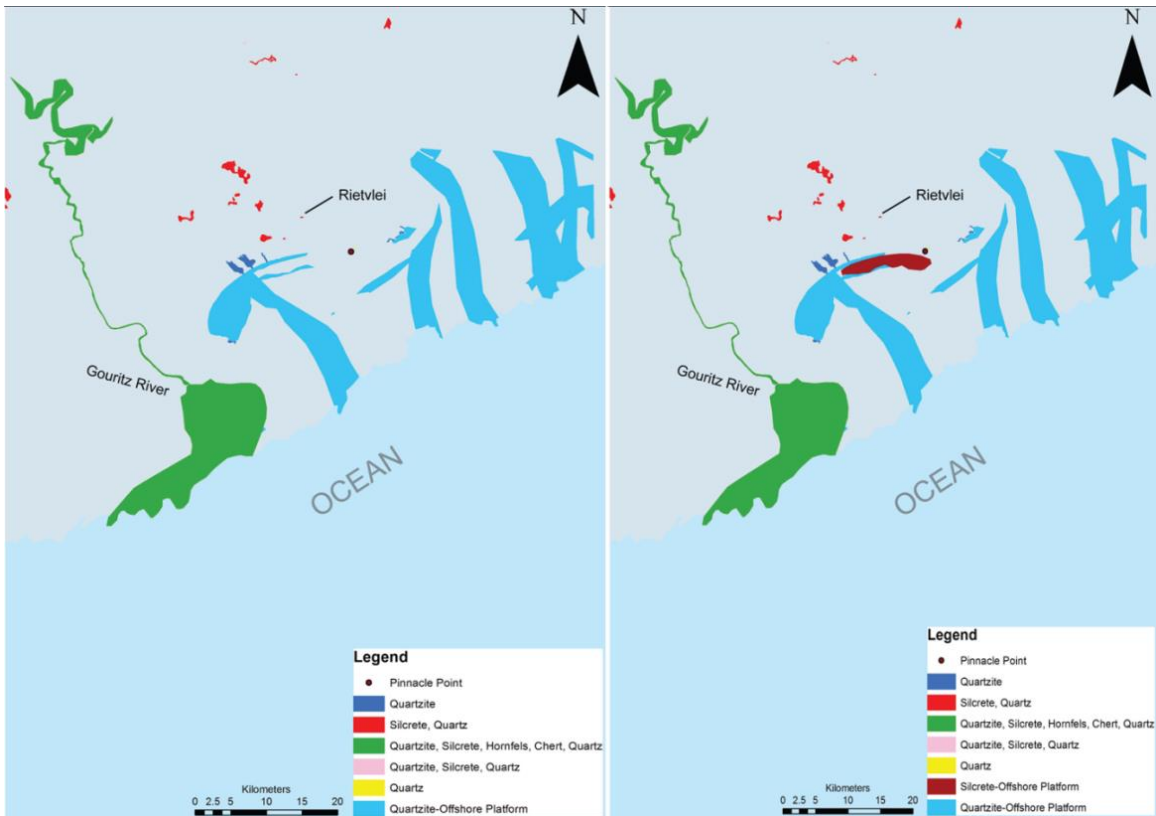 N
Rietvlei
Gouritz River
OCEAN
Legend
Pinnacle Point
Quartzite
Silcrete, Quartz
Quartzite, Silcrete, Hornfels, Chert, Quartz
Quartzite, Silcrete, Quartz
Quartz
Quartzite-Offshore Platform
Kilometers
0 2.5 5 10 15 20
N
Rietvlei
Gouritz River
OCEAN
Legend
Pinnacle Point
Quartzite
Silcrete, Quartz
Quartzite, Silcrete, Hornfels, Chert, Quartz
Quartzite, Silcrete, Quartz
Quartz
Silcrete-Offshore Platform
Quartzite-Offshore Platform
Kilometers
0 2.5 5 10 15 20